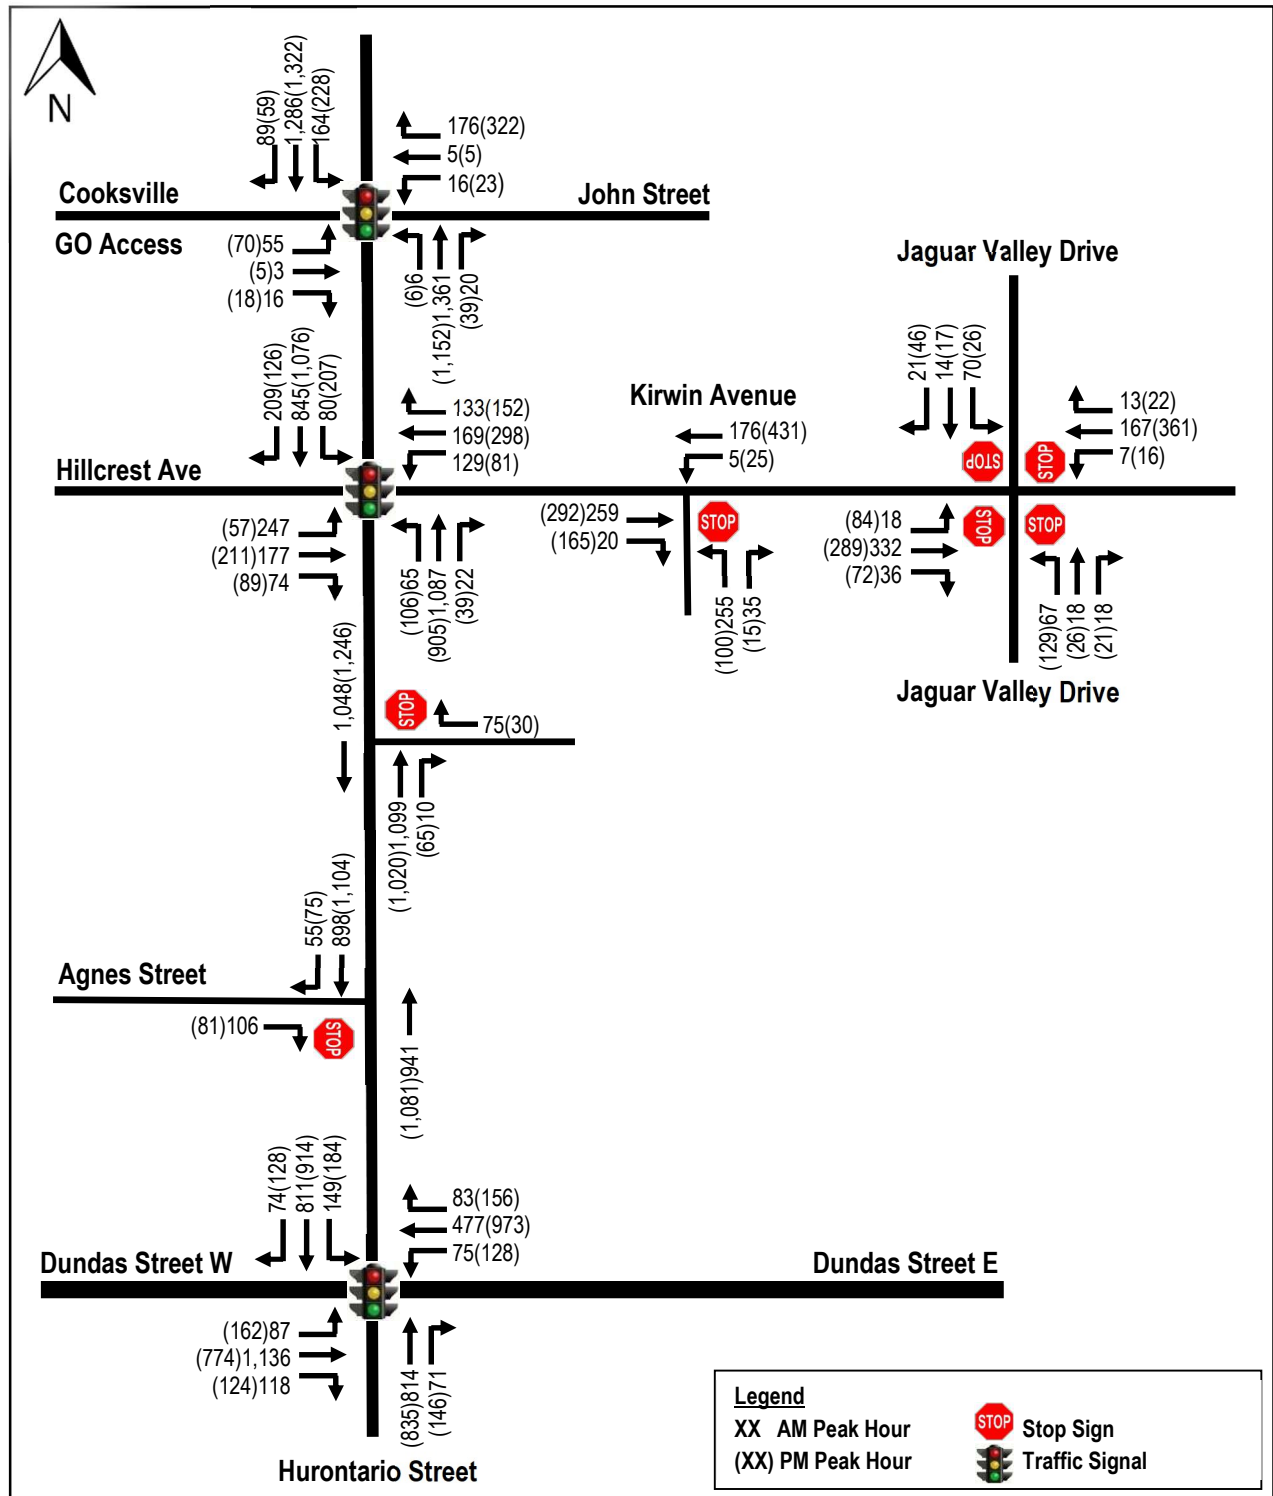 N
89(59)
1,286(1,322)
164(228)
176(322)
5(5)
16(23)
Cooksville
John Street
GO Access
(70)55
(5)3
(18)16
(6)6
(1,152)1,361
(39)20
Jaguar Valley Drive
209(126)
845(1,076)
80(207)
133(152)
169(298)
129(81)
Kirwin Avenue
176(431)
5(25)
21(46)
14(17)
70(26)
13(22)
167(361)
7(16)
STOP
STOP
Hillcrest Ave
(57)247
(211)177
(89)74
(106)65
(905)1,087
(39)22
(292)259
(165)20
STOP
(100)255
(15)35
(84)18
(289)332
(72)36
STOP
STOP
(129)67
(26)18
(21)18
Jaguar Valley Drive
1,048(1,246)
STOP
75(30)
(1,020)1,099
(65)10
55(75)
898(1,104)
Agnes Street
(81)106
STOP
(1,081)941
74(128)
811(914)
149(184)
83(156)
477(973)
75(128)
Dundas Street W
Dundas Street E
(162)87
(774)1,136
(124)118
(835)814
(146)71
Hurontario Street
Legend
XX AM Peak Hour
STOP Stop Sign
(XX) PM Peak Hour
Traffic Signal